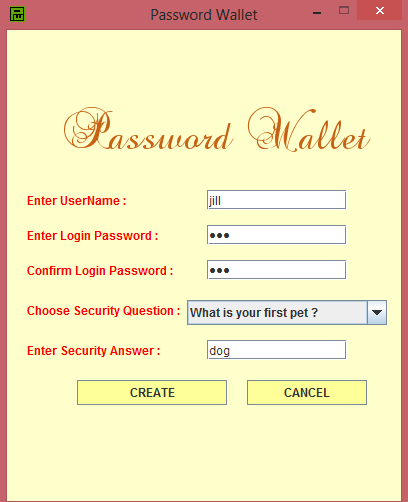 Password Wallet
Password Wallet
Enter UserName : jill
Enter Login Password : •••
Confirm Login Password : •••
Choose Security Question : What is your first pet ?
Enter Security Answer : dog
CREATE CANCEL